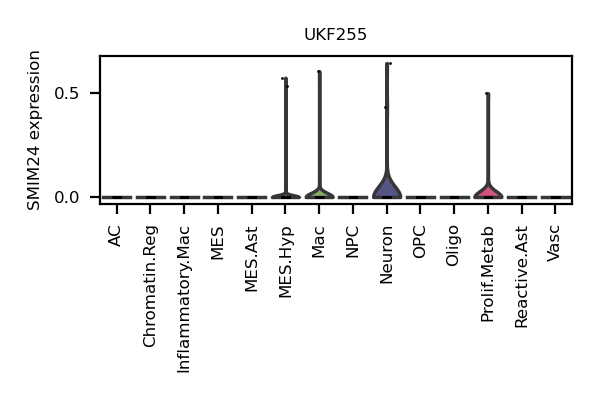 UKF255
SMIM24 expression
0.5
0.0
AC
Chromatin.Reg
Inflammatory.Mac
MES
MES.Ast
MES.Hyp
Mac
NPC
Neuron
OPC
Oligo
Prolif.Metab
Reactive.Ast
Vasc